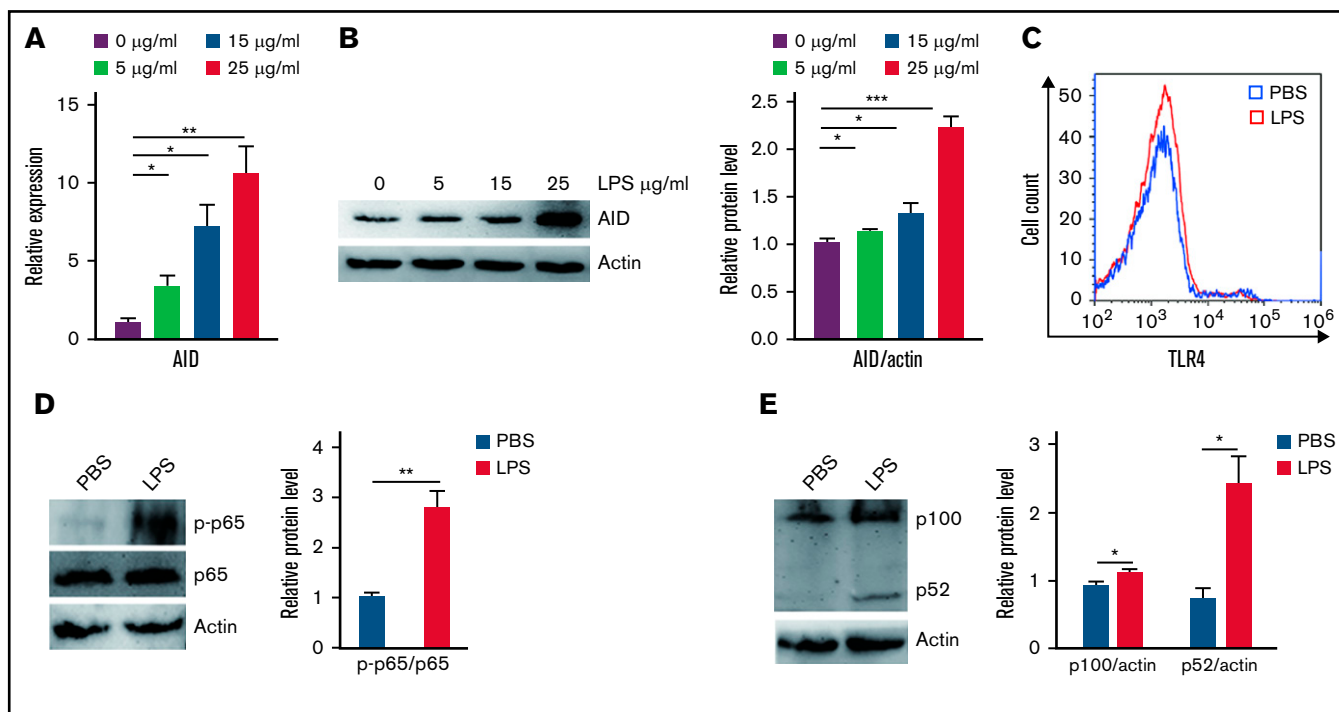 A
0 μg/ml 15 μg/ml
5 μg/ml 25 μg/ml
Relative expression
15
10
5
0
*
*
**
AID
B
0 5 15 25 LPS μg/ml
AID
Actin
0 μg/ml 15 μg/ml
5 μg/ml 25 μg/ml
Relative protein level
2.5
2.0
1.5
1.0
0.5
0.0
***
*
*
AID/actin
C
PBS
LPS
Cell count
50
40
30
20
10
0
10² 10³ 10⁴ 10⁵ 10⁶
TLR4
D
PBS LPS
p-p65
p65
Actin
PBS
LPS
Relative protein level
4
3
2
1
0
**
p-p65/p65
E
PBS LPS
p100
p52
Actin
PBS
LPS
Relative protein level
3
2
1
0
*
*
p100/actin p52/actin